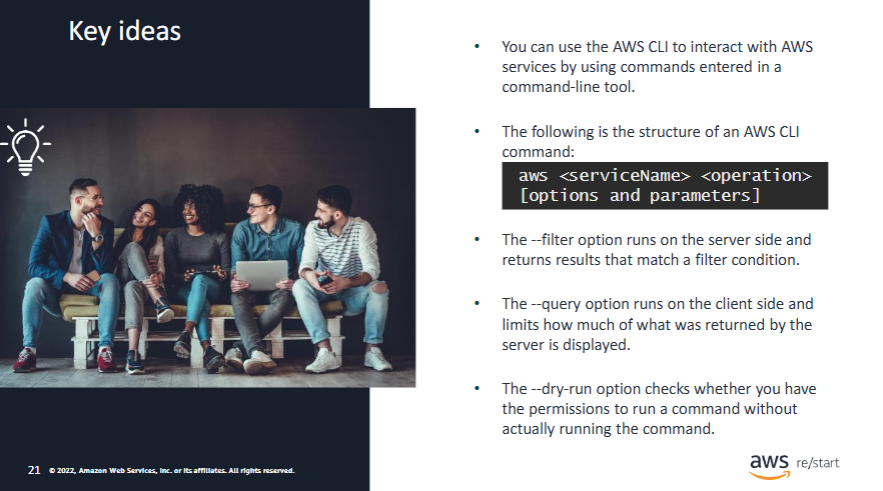 Key ideas
• You can use the AWS CLI to interact with AWS
services by using commands entered in a
command-line tool.
• The following is the structure of an AWS CLI
command:
aws <serviceName> <operation>
[options and parameters]
• The --filter option runs on the server side and
returns results that match a filter condition.
• The --query option runs on the client side and
limits how much of what was returned by the
server is displayed.
• The --dry-run option checks whether you have
the permissions to run a command without
actually running the command.
21 © 2022, Amazon Web Services, Inc. or its affiliates. All rights reserved.
aws re/start